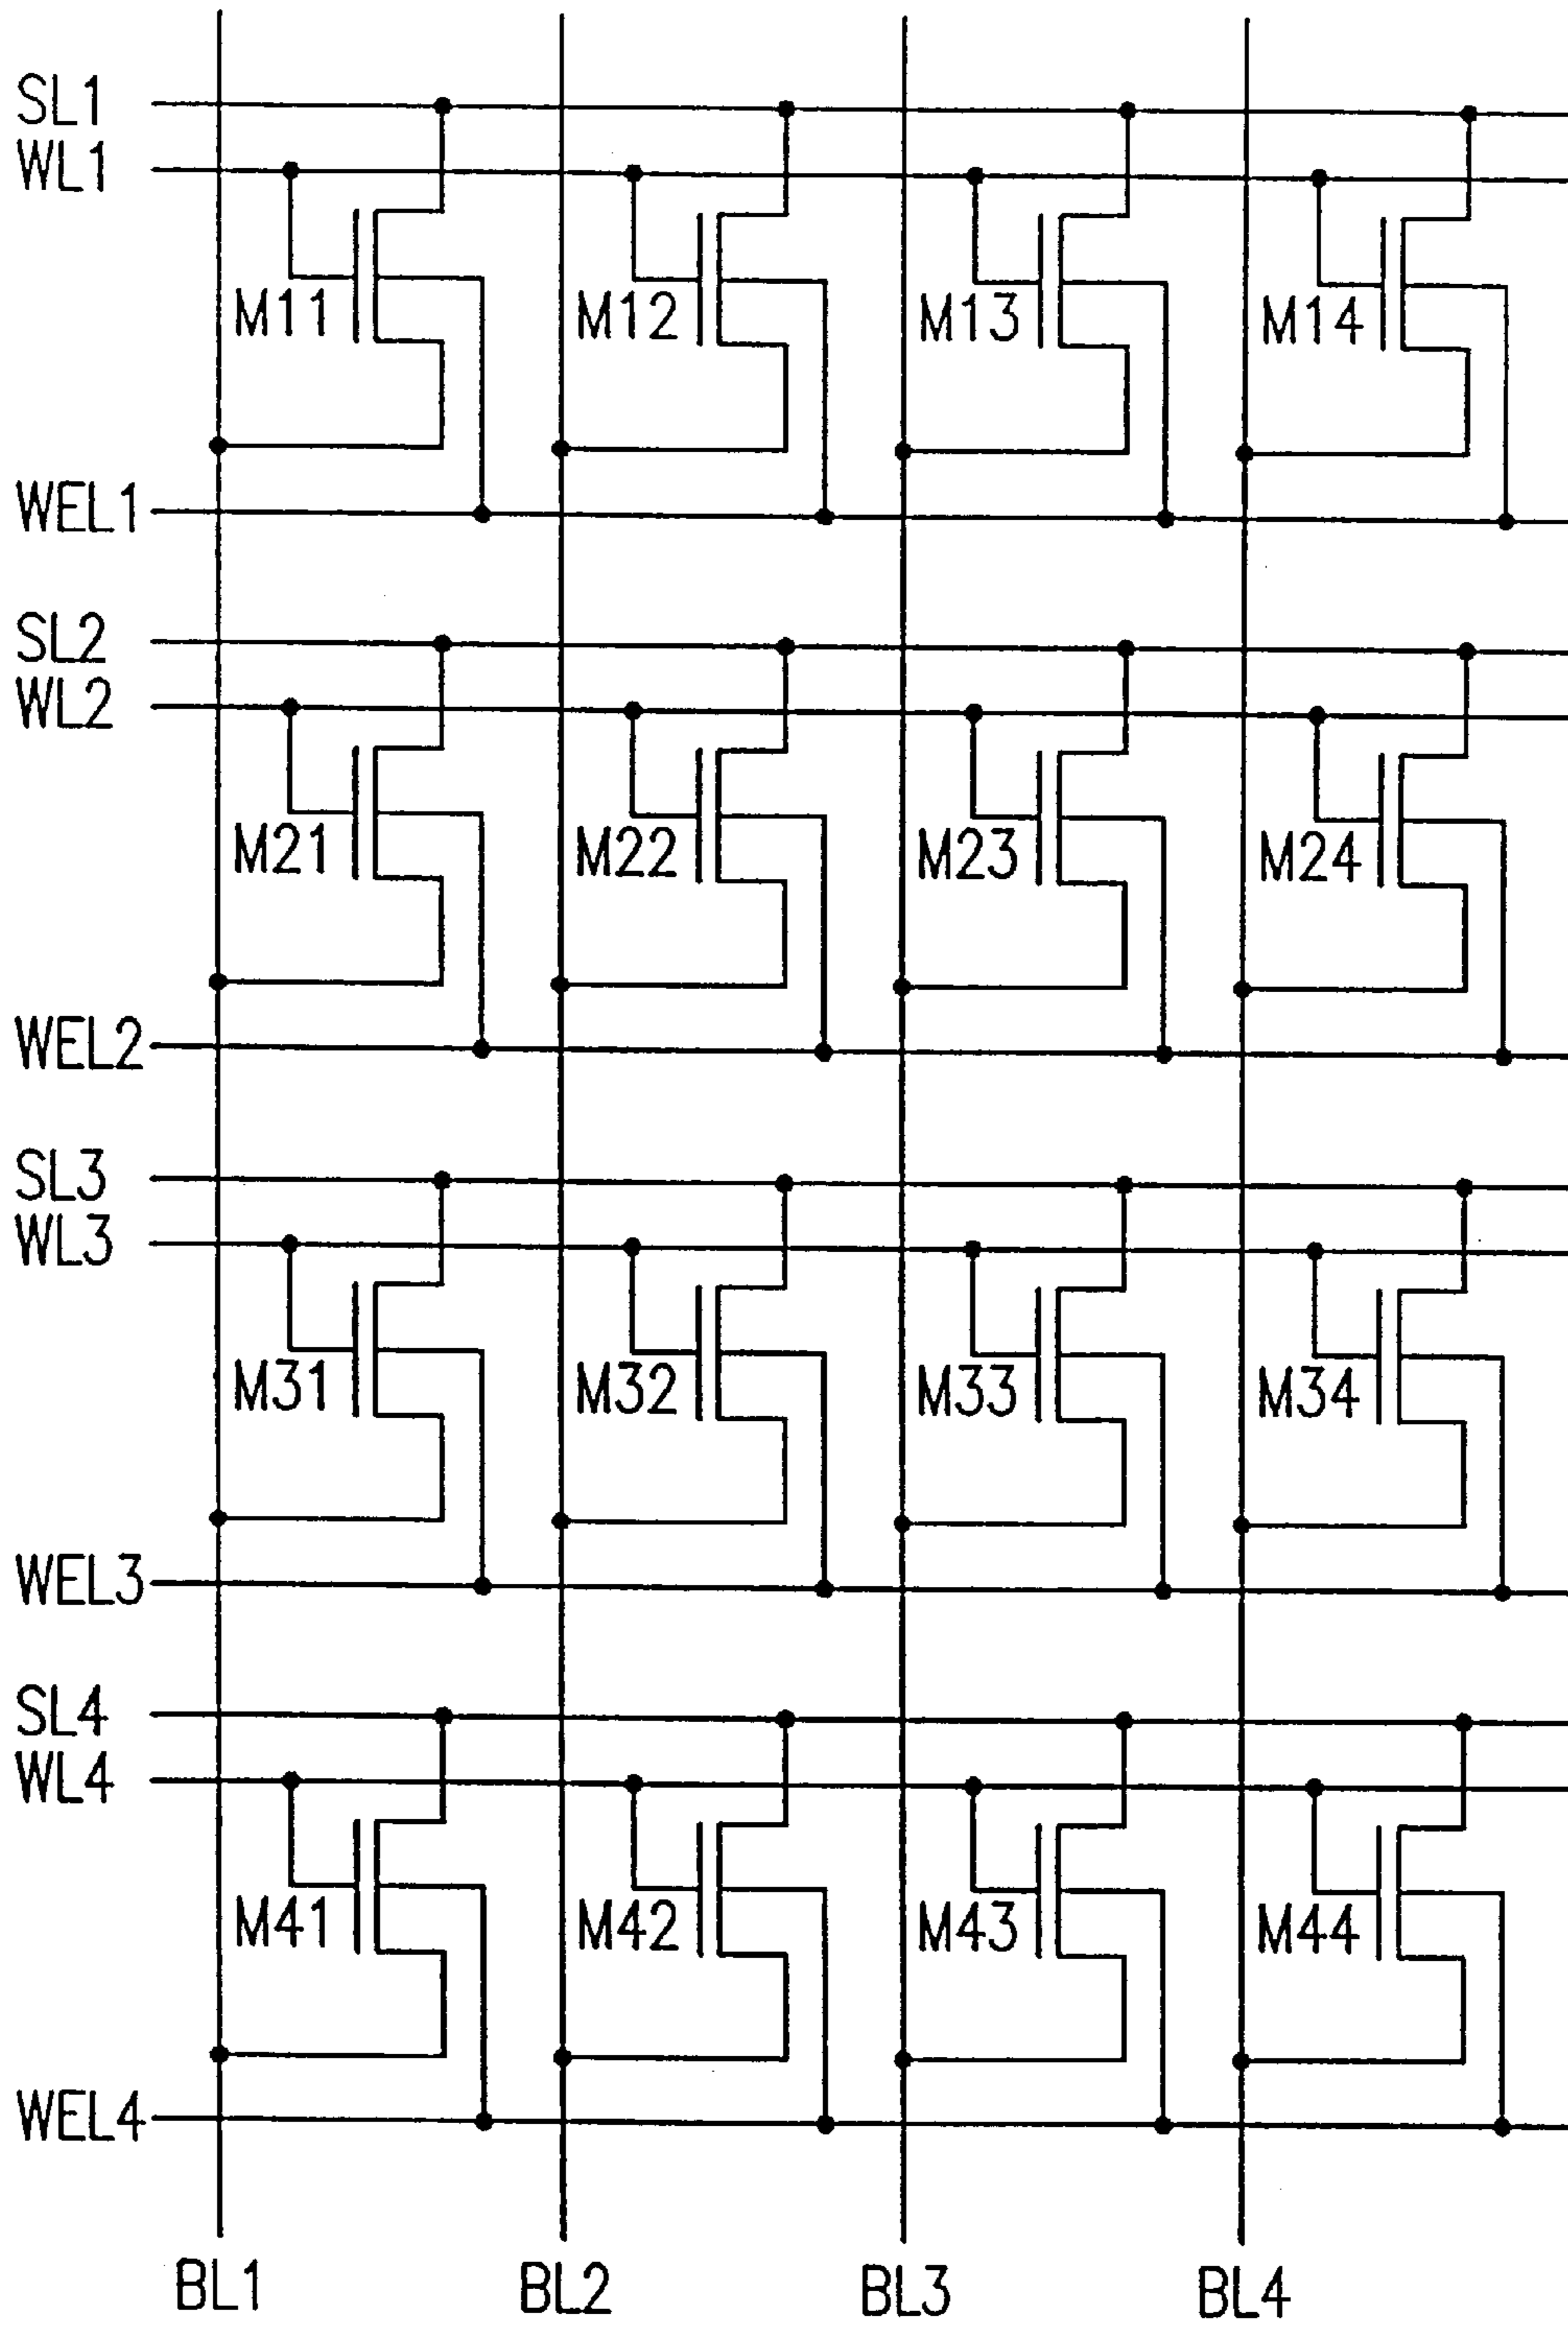 SL1
WL1
M11 M12 M13 M14
WEL1
SL2
WL2
M21 M22 M23 M24
WEL2
SL3
WL3
M31 M32 M33 M34
WEL3
SL4
WL4
M41 M42 M43 M44
WEL4
BL1 BL2 BL3 BL4